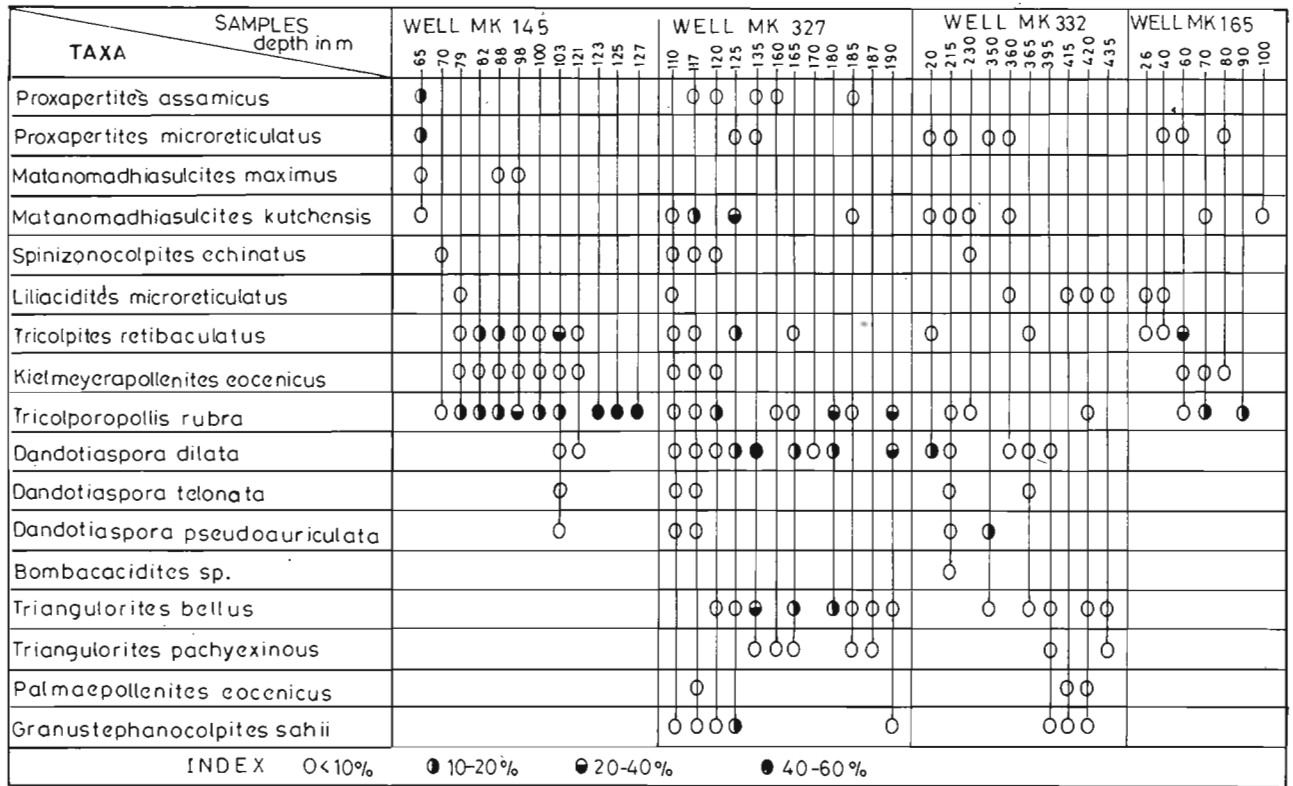 SAMPLES
depth in m
TAXA
WELL MK 145
WELL MK 327
WELL MK 332
WELL MK 165
65 70 79 82 88 98 100 103 121 123 125 127
110 117 120 125 135 160 165 170 180 185 187 190
20 215 230 350 360 365 395 415 420 435
26 40 60 70 80 90 100
Proxapertites assamicus
Proxapertites microreticulatus
Matanomadhiasulcites maximus
Matanomadhiasulcites kutchensis
Spinizonocolpites echinatus
Liliacidites microreticulatus
Tricolpites retibaculatus
Kielmeyerapollenites eocenicus
Tricolporopollis rubra
Dandotiaspora dilata
Dandotiaspora telonata
Dandotiaspora pseudoauriculata
Bombacacidites sp.
Triangulorites bellus
Triangulorites pachyexinous
Palmaepollenites eocenicus
Granustephanocolpites sahii
INDEX O<10% 10-20% 20-40% 40-60%